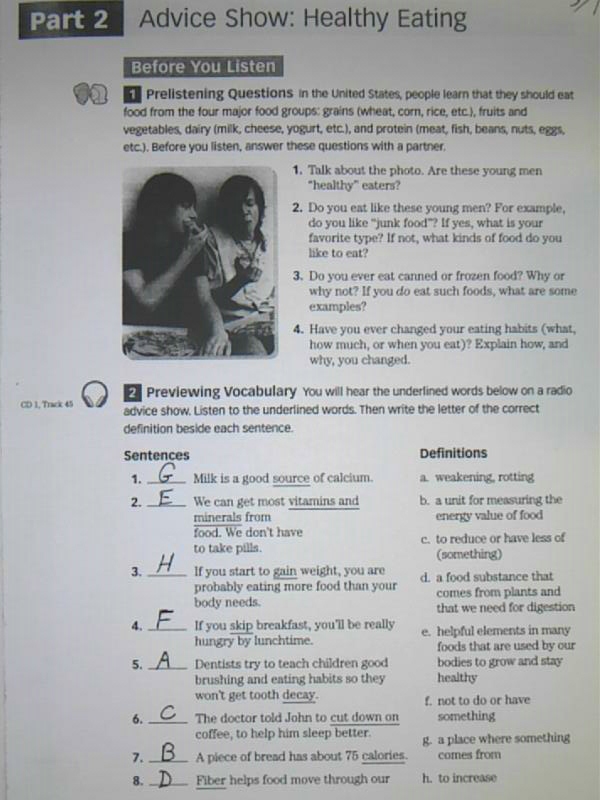 Part 2 Advice Show: Healthy Eating
Before You Listen
1 Prelistening Questions In the United States, people learn that they should eat
food from the four major food groups: grains (wheat, corn, rice, etc.), fruits and
vegetables, dairy (milk, cheese, yogurt, etc.), and protein (meat, fish, beans, nuts, eggs,
etc.). Before you listen, answer these questions with a partner.
1. Talk about the photo. Are these young men
"healthy" eaters?
2. Do you eat like these young men? For example,
do you like "junk food"? If yes, what is your
favorite type? If not, what kinds of food do you
like to eat?
3. Do you ever eat canned or frozen food? Why or
why not? If you do eat such foods, what are some
examples?
4. Have you ever changed your eating habits (what,
how much, or when you eat)? Explain how, and
why, you changed.
CD 1, Track 45
2 Previewing Vocabulary You will hear the underlined words below on a radio
advice show. Listen to the underlined words. Then write the letter of the correct
definition beside each sentence.
Sentences
1. G Milk is a good source of calcium.
2. E We can get most vitamins and
minerals from
food. We don't have
to take pills.
3. H If you start to gain weight, you are
probably eating more food than your
body needs.
4. F If you skip breakfast, you'll be really
hungry by lunchtime.
5. A Dentists try to teach children good
brushing and eating habits so they
won't get tooth decay.
6. C The doctor told John to cut down on
coffee, to help him sleep better.
7. B A piece of bread has about 75 calories.
8. D Fiber helps food move through our
Definitions
a. weakening, rotting
b. a unit for measuring the
energy value of food
c. to reduce or have less of
(something)
d. a food substance that
comes from plants and
that we need for digestion
e. helpful elements in many
foods that are used by our
bodies to grow and stay
healthy
f. not to do or have
something
g. a place where something
comes from
h. to increase